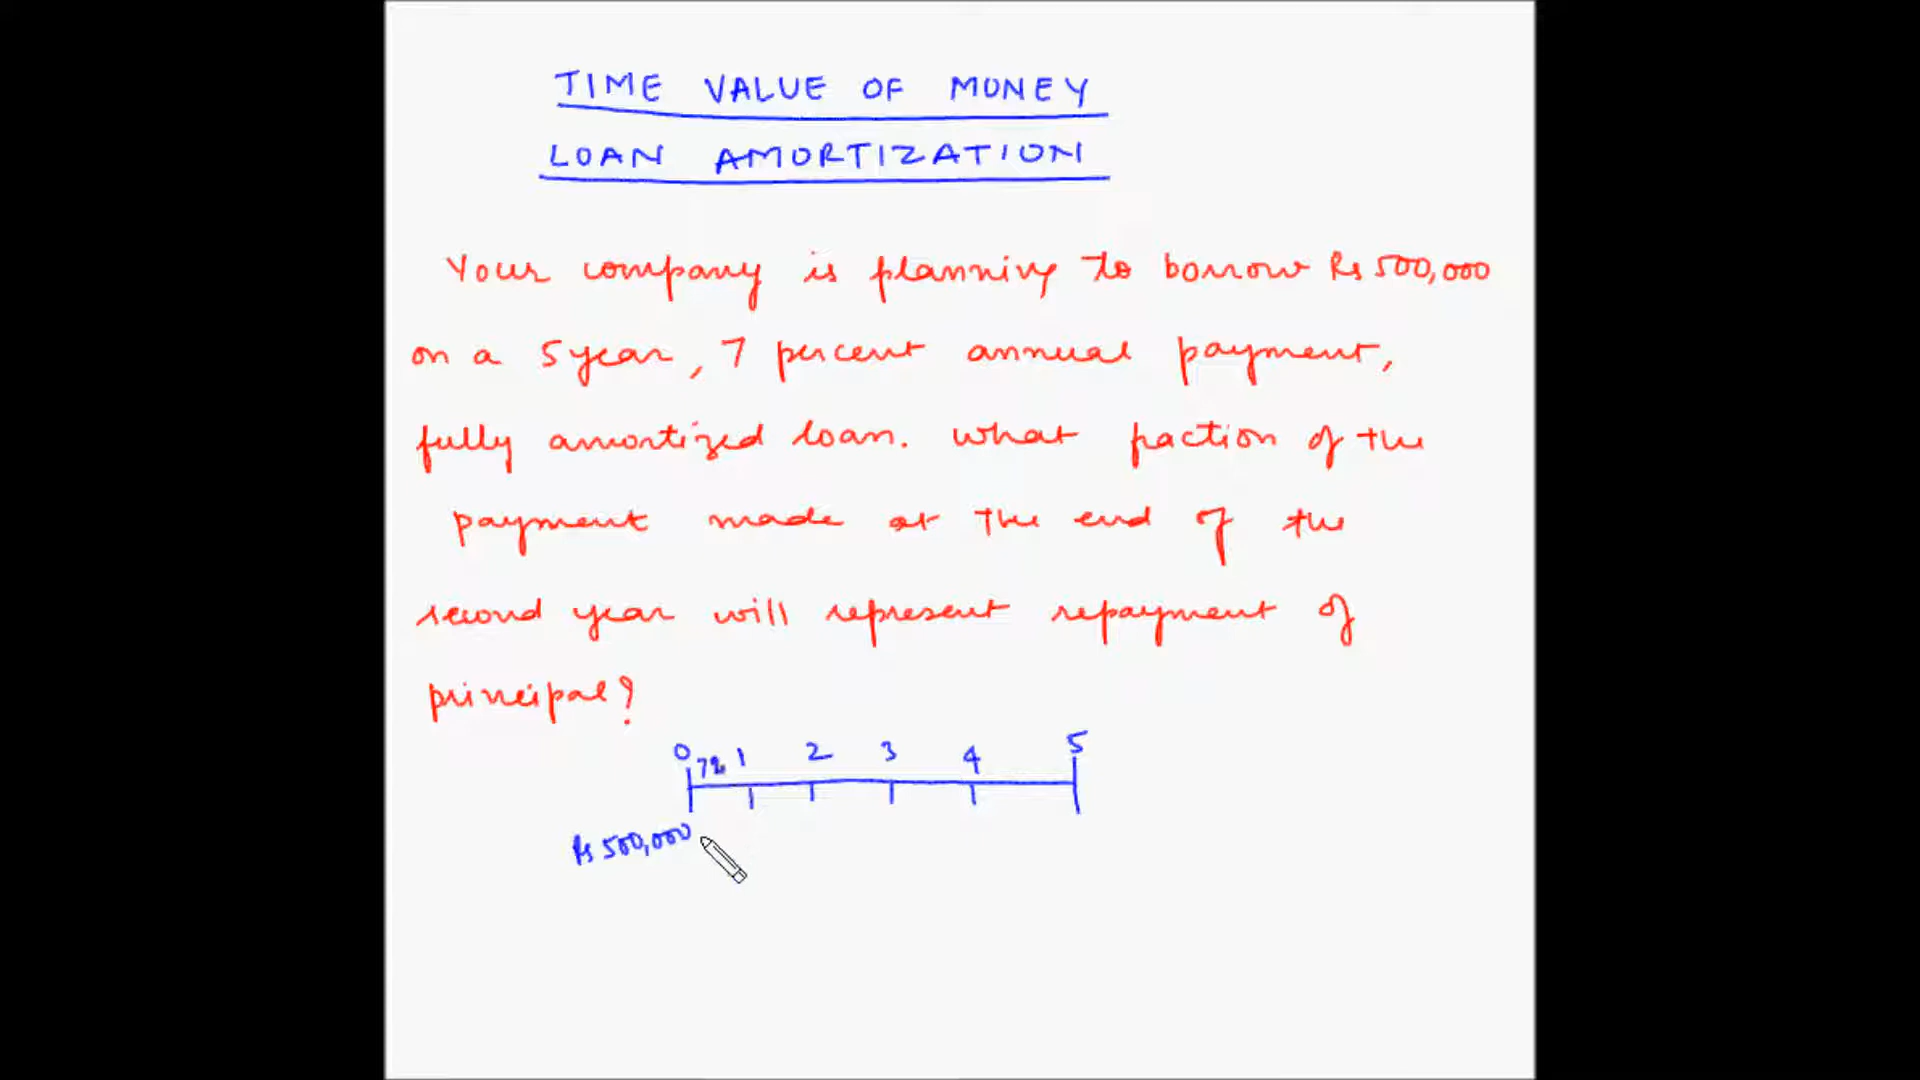 TIME VALUE OF MONEY
LOAN AMORTIZATION
Your company is planning to borrow Rs 500,000
on a 5 year, 7 percent annual payment,
fully amortized loan. What fraction of the
payment made at the end of the
second year will represent repayment of
principal?
0 7% 1 2 3 4 5
Rs 500,000